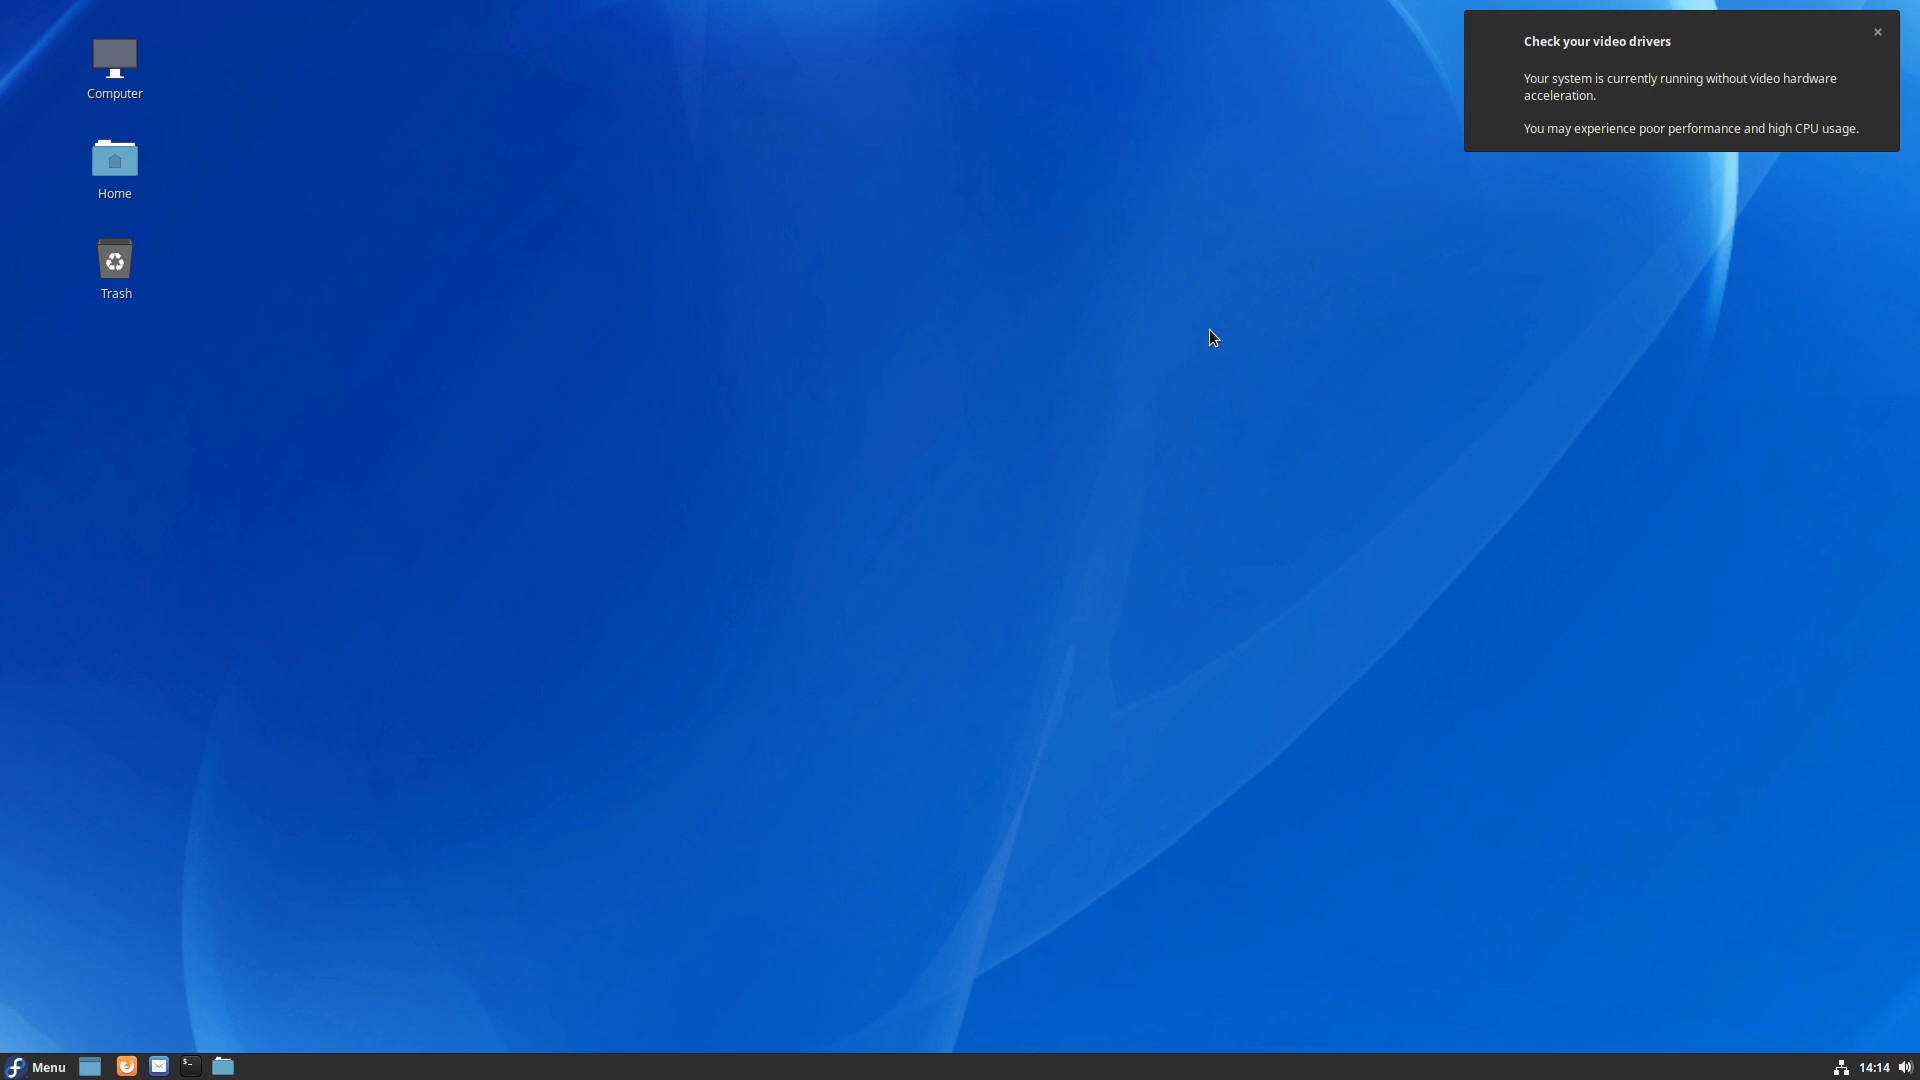 Computer
Home
Trash
Check your video drivers
Your system is currently running without video hardware
acceleration.
You may experience poor performance and high CPU usage.
Menu
$-
14:14